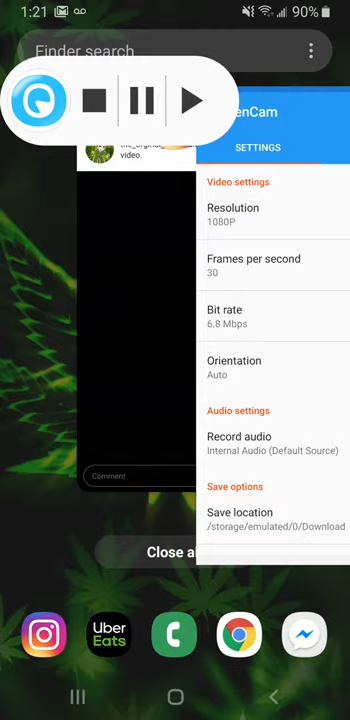 1:21
90%
Finder search
enCam
video.
SETTINGS
Video settings
Resolution
1080P
Frames per second
30
Bit rate
6.8 Mbps
Orientation
Auto
Audio settings
Record audio
Internal Audio (Default Source)
Save options
Save location
/storage/emulated/0/Download
Comment
Close a
Uber
Eats